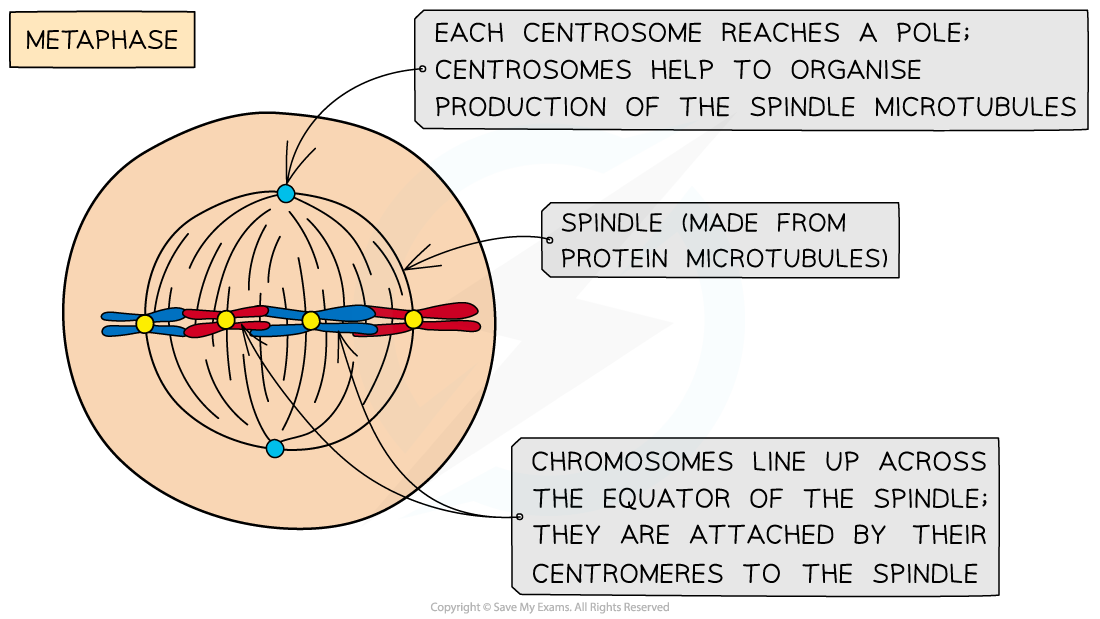 METAPHASE
EACH CENTROSOME REACHES A POLE;
CENTROSOMES HELP TO ORGANISE
PRODUCTION OF THE SPINDLE MICROTUBULES
SPINDLE (MADE FROM
PROTEIN MICROTUBULES)
CHROMOSOMES LINE UP ACROSS
THE EQUATOR OF THE SPINDLE;
THEY ARE ATTACHED BY THEIR
CENTROMERES TO THE SPINDLE
Copyright © Save My Exams. All Rights Reserved